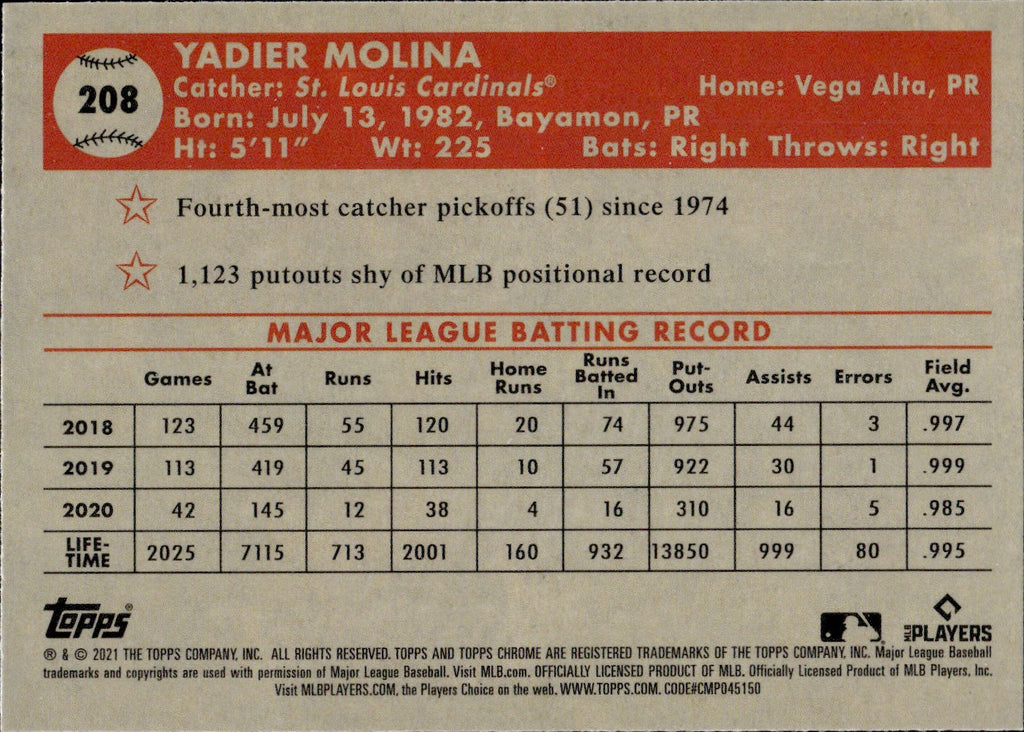 208
YADIER MOLINA
Catcher: St. Louis Cardinals® Home: Vega Alta, PR
Born: July 13, 1982, Bayamon, PR
Ht: 5'11" Wt: 225 Bats: Right Throws: Right
Fourth-most catcher pickoffs (51) since 1974
1,123 putouts shy of MLB positional record
MAJOR LEAGUE BATTING RECORD
Games At Bat Runs Hits Home Runs Runs Batted In Put-Outs Assists Errors Field Avg.
2018 123 459 55 120 20 74 975 44 3 .997
2019 113 419 45 113 10 57 922 30 1 .999
2020 42 145 12 38 4 16 310 16 5 .985
LIFE-TIME 2025 7115 713 2001 160 932 13850 999 80 .995
Topps® MLB PLAYERS
® & © 2021 THE TOPPS COMPANY, INC. ALL RIGHTS RESERVED. TOPPS AND TOPPS CHROME ARE REGISTERED TRADEMARKS OF THE TOPPS COMPANY, INC. Major League Baseball
trademarks and copyrights are used with permission of Major League Baseball. Visit MLB.com. OFFICIALLY LICENSED PRODUCT OF MLB. Officially Licensed Product of MLB Players, Inc.
Visit MLBPLAYERS.COM, the Players Choice on the web. WWW.TOPPS.COM. CODE#CMP045150